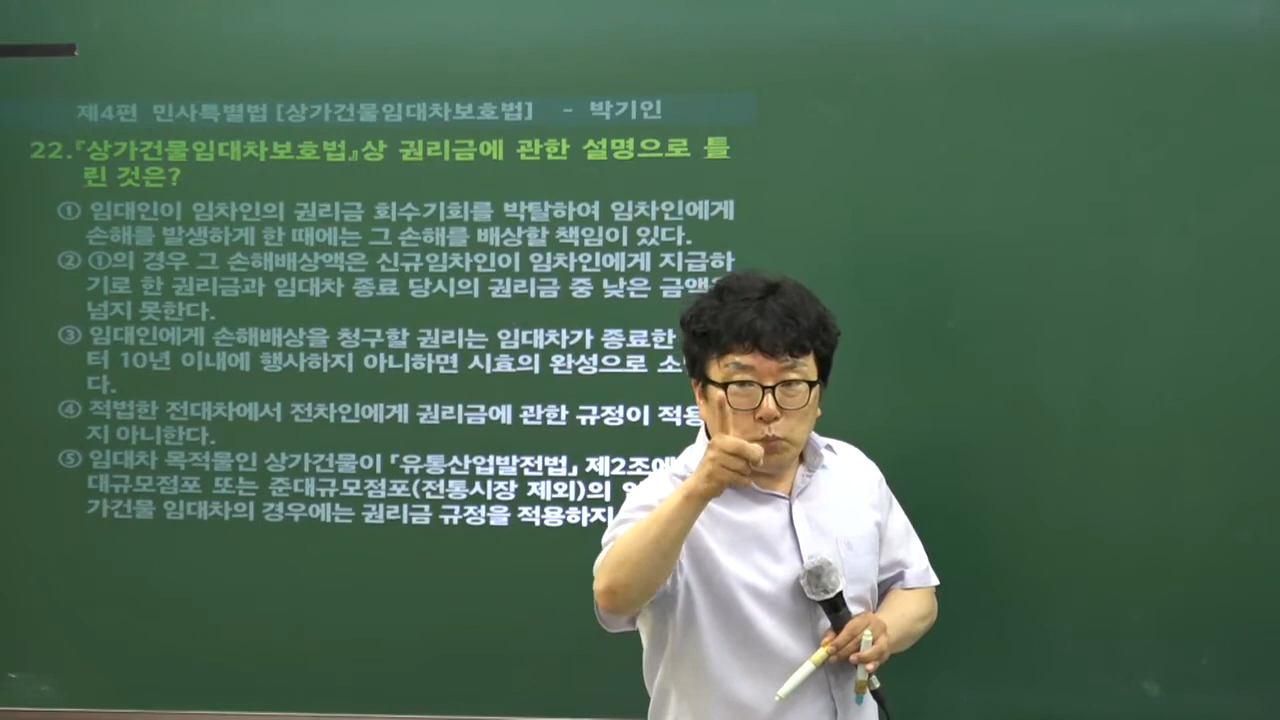 제4편 민사특별법 [상가건물임대차보호법] - 박기인
22.『상가건물임대차보호법』상 권리금에 관한 설명으로 틀
린 것은?
① 임대인이 임차인의 권리금 회수기회를 박탈하여 임차인에게
손해를 발생하게 한 때에는 그 손해를 배상할 책임이 있다.
② ①의 경우 그 손해배상액은 신규임차인이 임차인에게 지급하
기로 한 권리금과 임대차 종료 당시의 권리금 중 낮은 금액을
넘지 못한다.
③ 임대인에게 손해배상을 청구할 권리는 임대차가 종료한
터 10년 이내에 행사하지 아니하면 시효의 완성으로
다.
④ 적법한 전대차에서 전차인에게 권리금에 관한 규정이
지 아니한다.
⑤ 임대차 목적물인 상가건물이 「유통산업발전법」 제2조에
대규모점포 또는 준대규모점포(전통시장 제외)의
가건물 임대차의 경우에는 권리금 규정을 적용하지